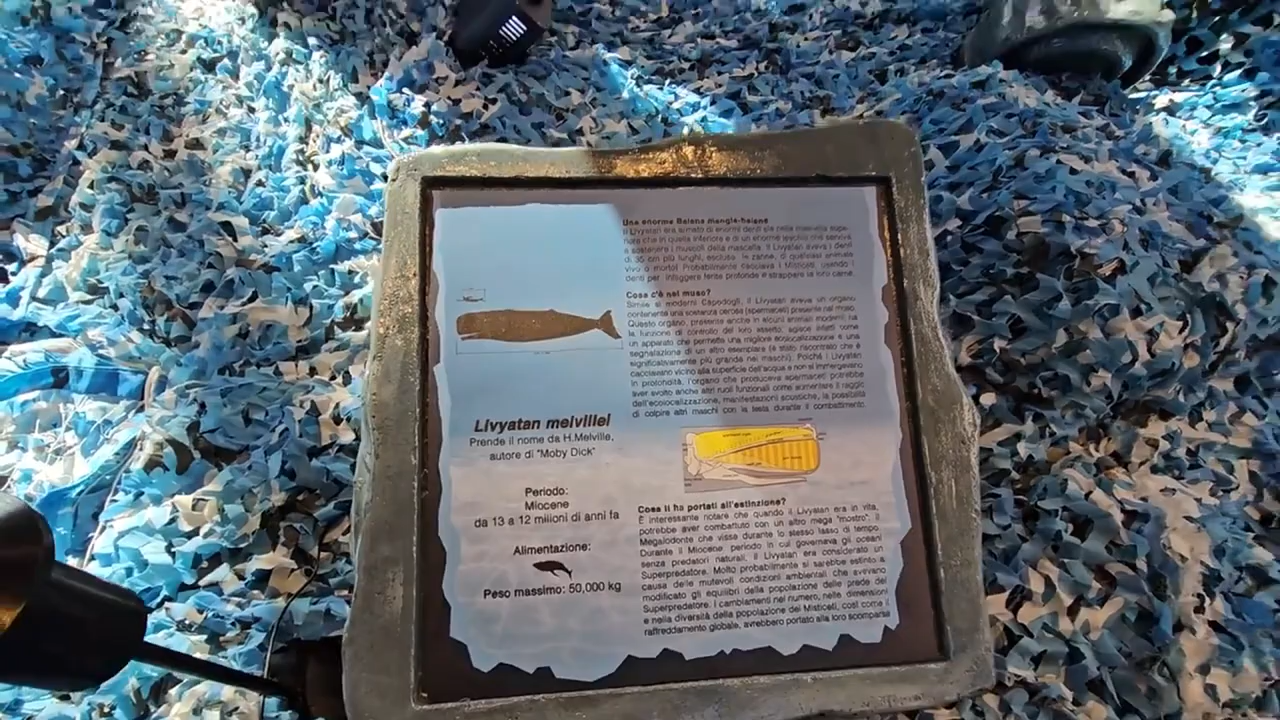 Livyatan melvillei
Prende il nome da H.Melville,
autore di "Moby Dick"
Periodo:
Miocene
da 13 a 12 milioni di anni fa
Alimentazione:
Peso massimo: 50,000 kg
Una enorme Balena mangia-balene
Il Livyatan era armato di enormi denti sia nella mascella supe-
riore che in quella inferiore e di un enorme teschio che serviva
a sostenere i muscoli della mascella. Il Livyatan aveva i denti
di 36 cm più lunghi, escluso le zanne, di qualsiasi animale
vivo o morto! Probabilmente cacciava i Misticeti, usando i
denti per infliggere ferite profonde e strappare la loro carne.
Cosa c'è nel muso?
Simile ai moderni Capodogli, il Livyatan aveva un organo
contenente una sostanza cerosa (spermaceti) presente nel muso.
Questo organo, presente anche in alcuni animali moderni, ha
la funzione di controllo del loro assetto; agisce infatti come
un apparato che permette una migliore ecolocalizzazione e una
segnalazione di un altro esemplare (è stato riscontrato che è
significativamente più grande nei maschi). Poiché i Livyatan
cacciavano vicino alla superficie dell'acqua e non si immergevano
in profondità, l'organo che produceva spermaceti potrebbe
aver svolto anche altri ruoli funzionali come aumentare il raggio
dell'ecolocalizzazione, manifestazioni acustiche, la possibilità
di colpire altri maschi con la testa durante il combattimento.
Cosa li ha portati all'estinzione?
È interessante notare che quando il Livyatan era in vita,
potrebbe aver combattuto con un altro mega "mostro", il
Megalodonte che visse durante lo stesso lasso di tempo.
Durante il Miocene periodo in cui governava gli oceani
senza predatori naturali, il Livyatan era considerato un
Superpredatore. Molto probabilmente si sarebbe estinto a
causa delle mutevoli condizioni ambientali che avevano
modificato gli equilibri della popolazione delle prede del
Superpredatore. I cambiamenti nel numero, nelle dimensioni
e nella diversità della popolazione dei Misticeti, così come il
raffreddamento globale, avrebbero portato alla loro scomparsa